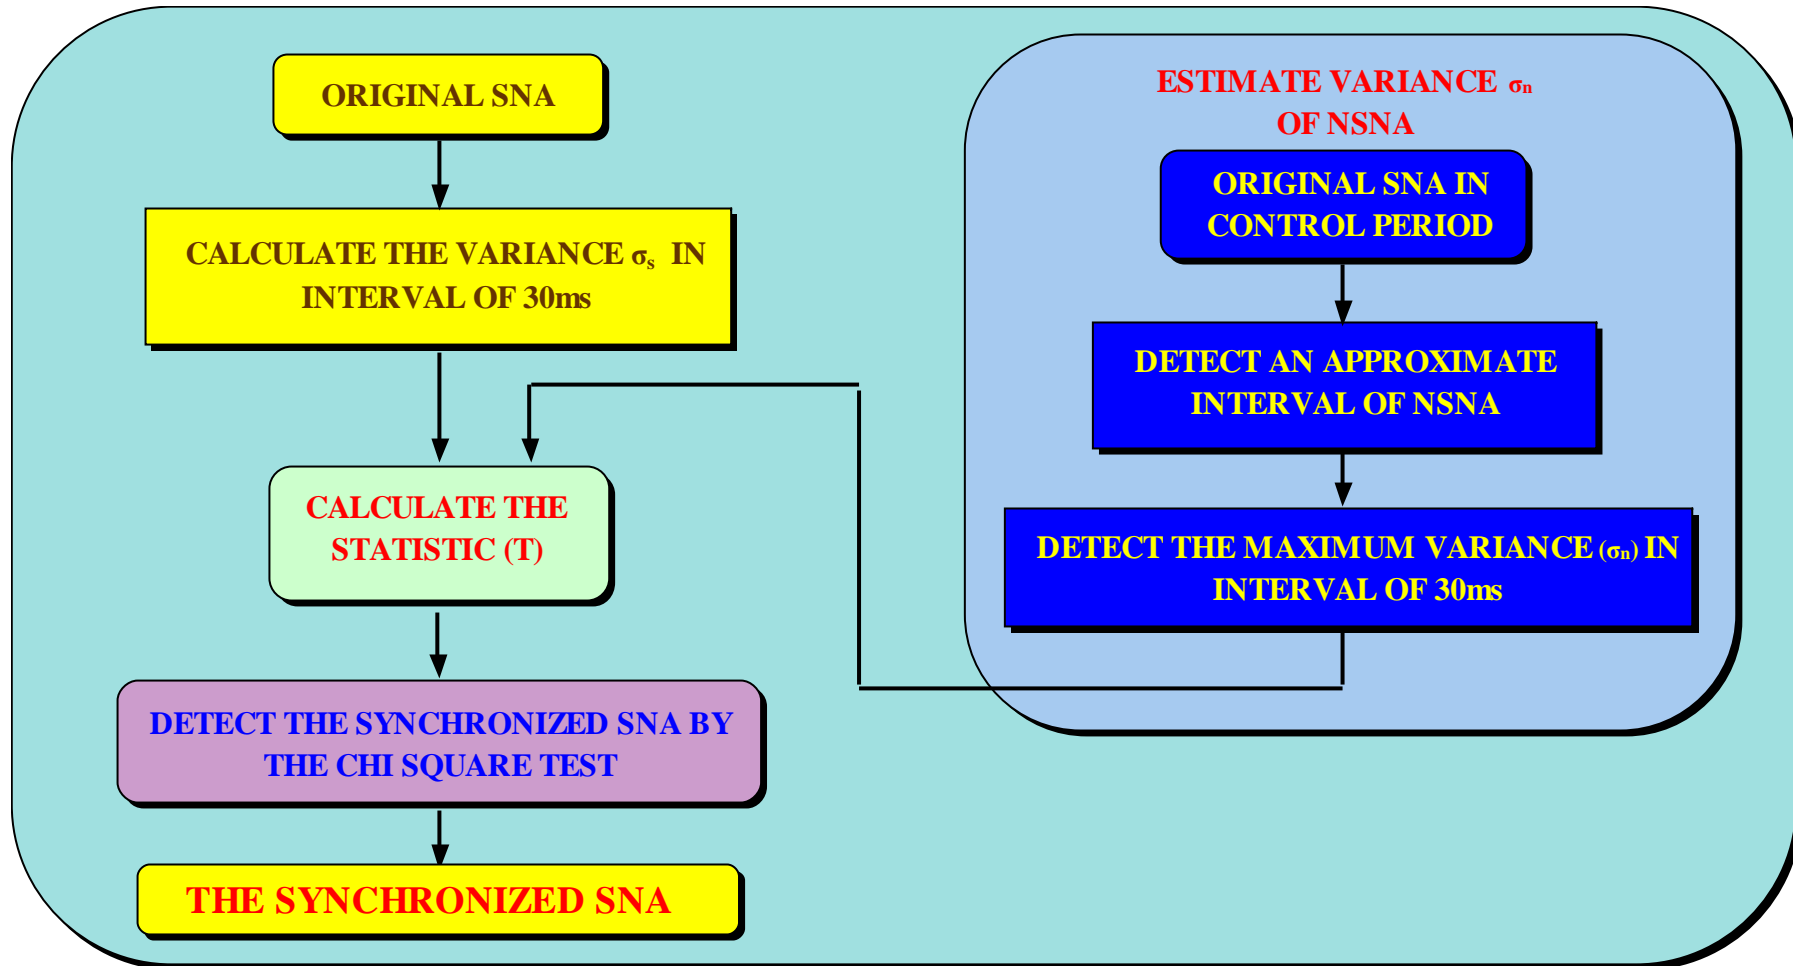 ORIGINAL SNA
CALCULATE THE VARIANCE σs IN
INTERVAL OF 30ms
CALCULATE THE
STATISTIC (T)
DETECT THE SYNCHRONIZED SNA BY
THE CHI SQUARE TEST
THE SYNCHRONIZED SNA
ESTIMATE VARIANCE σn
OF NSNA
ORIGINAL SNA IN
CONTROL PERIOD
DETECT AN APPROXIMATE
INTERVAL OF NSNA
DETECT THE MAXIMUM VARIANCE (σn) IN
INTERVAL OF 30ms